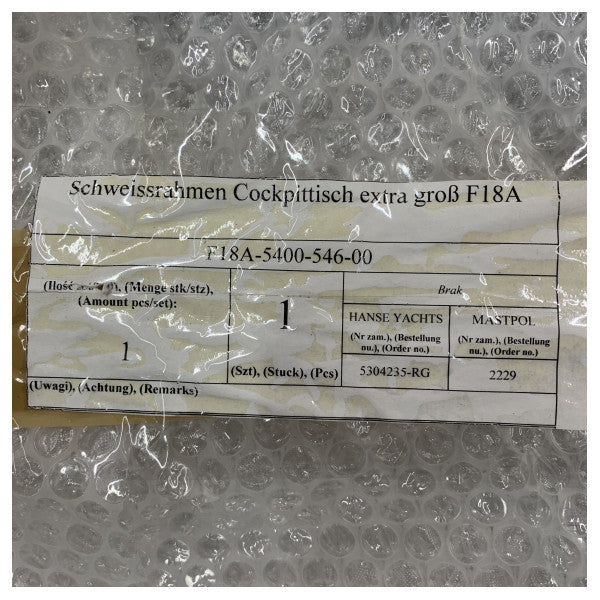 Schweissrahmen Cockpittisch extra groß F18A
F18A-5400-546-00
(Ilość), (Menge stk/stz),
(Amount pcs/set):
1
1
(Szt), (Stuck), (Pcs)
Brak
HANSE YACHTS
(Nr zam.), (Bestellung
nu.), (Order no.)
5304235-RG
MASTPOL
(Nr zam.), (Bestellung
nu.), (Order no.)
2229
(Uwagi), (Achtung), (Remarks)